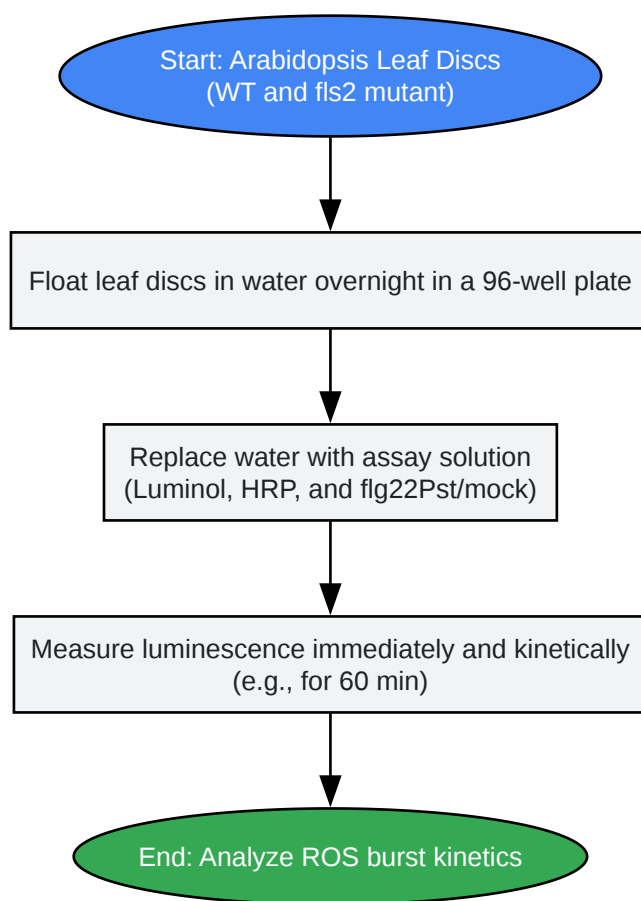 Start: Arabidopsis Leaf Discs
(WT and fls2 mutant)
Float leaf discs in water overnight in a 96-well plate
Replace water with assay solution
(Luminol, HRP, and flg22Pst/mock)
Measure luminescence immediately and kinetically
(e.g., for 60 min)
End: Analyze ROS burst kinetics